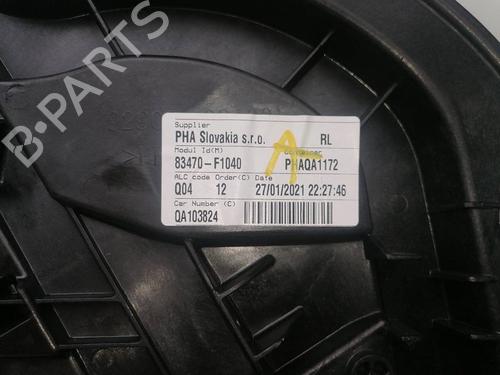 B-PARTS
Supplier
PHA Slovakia s.r.o. RL
Modul Id(M) Container
83470-F1040 PHAQA1172
ALC code Order(C) Date
Q04 12 27/01/2021 22:27:46
Car Number (C)
QA103824
A